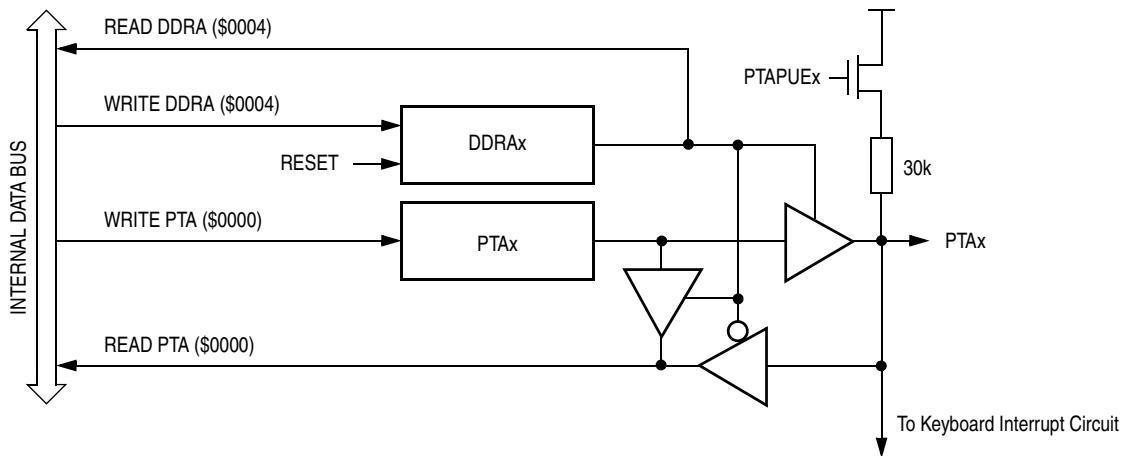 READ DDRA ($0004)
PTAPUEx
WRITE DDRA ($0004)
DDRAx
RESET
30k
INTERNAL DATA BUS
WRITE PTA ($0000)
PTAx
PTAx
READ PTA ($0000)
To Keyboard Interrupt Circuit